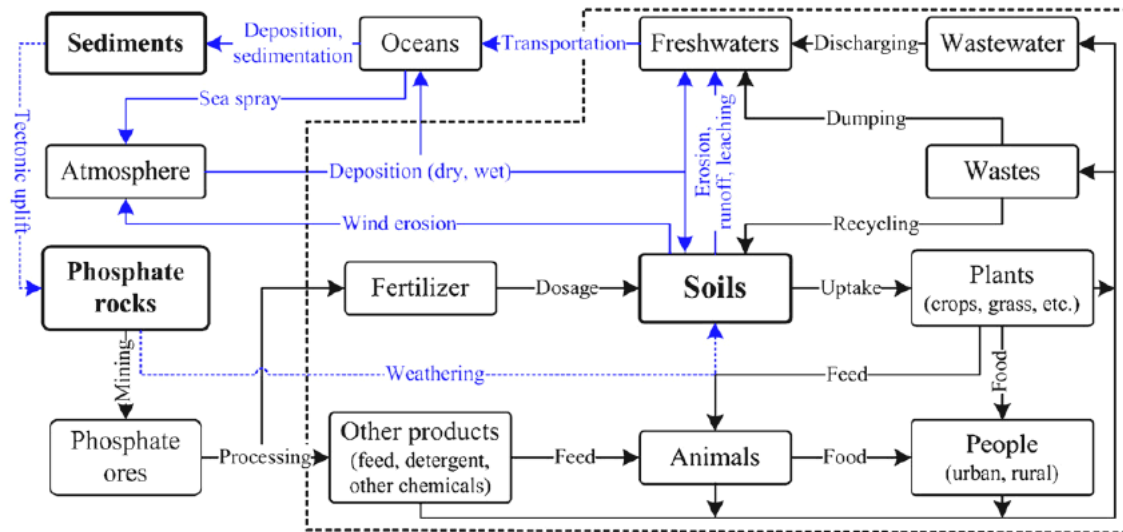 Sediments
Deposition,
sedimentation
Oceans
Transportation
Freshwaters
Discharging
Wastewater
Sea spray
Dumping
Tectonic uplift
Atmosphere
Deposition (dry, wet)
Erosion,
runoff, leaching
Wastes
Wind erosion
Recycling
Phosphate
rocks
Fertilizer
Dosage
Soils
Uptake
Plants
(crops, grass, etc.)
Mining
Weathering
Feed
Food
Phosphate
ores
Processing
Other products
(feed, detergent,
other chemicals)
Feed
Animals
Food
People
(urban, rural)